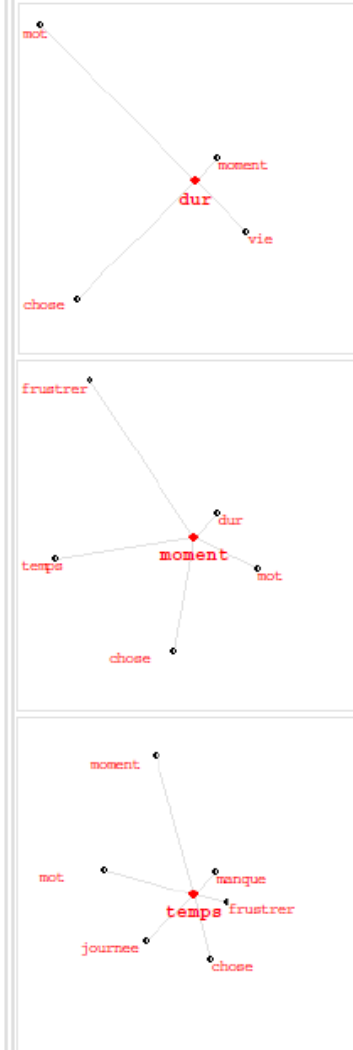 mot
moment
dur
vie
chose
frustrer
dur
moment
temps
mot
chose
moment
mot
manque
temps
frustrer
journee
chose